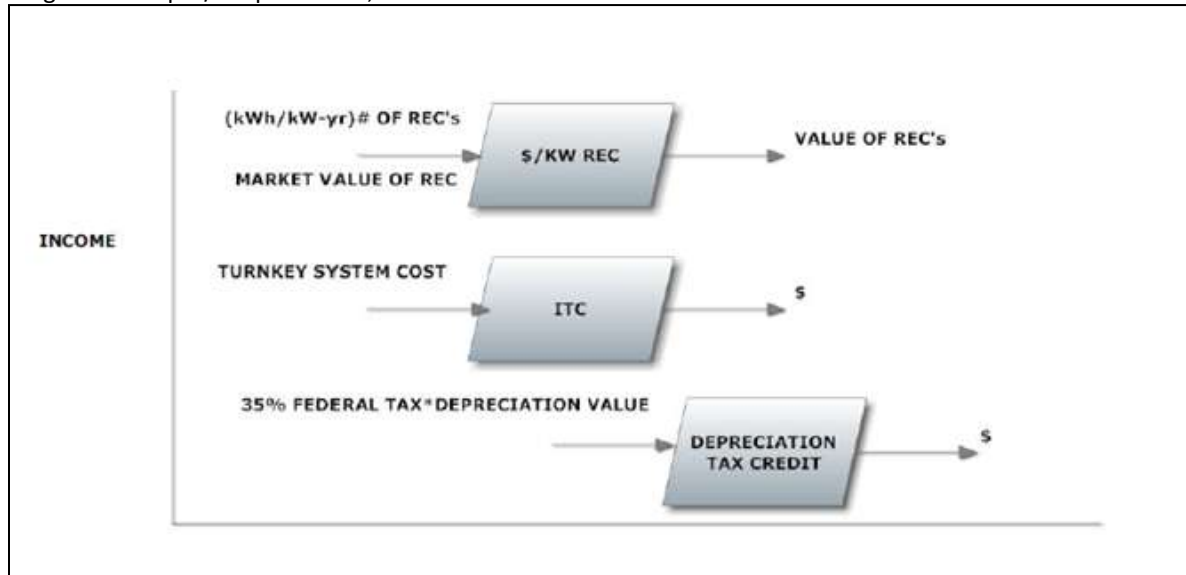 (kWh/kW-yr)# OF REC's
MARKET VALUE OF REC
$/KW REC
VALUE OF REC's
INCOME
TURNKEY SYSTEM COST
ITC
$
35% FEDERAL TAX*DEPRECIATION VALUE
DEPRECIATION
TAX CREDIT
$